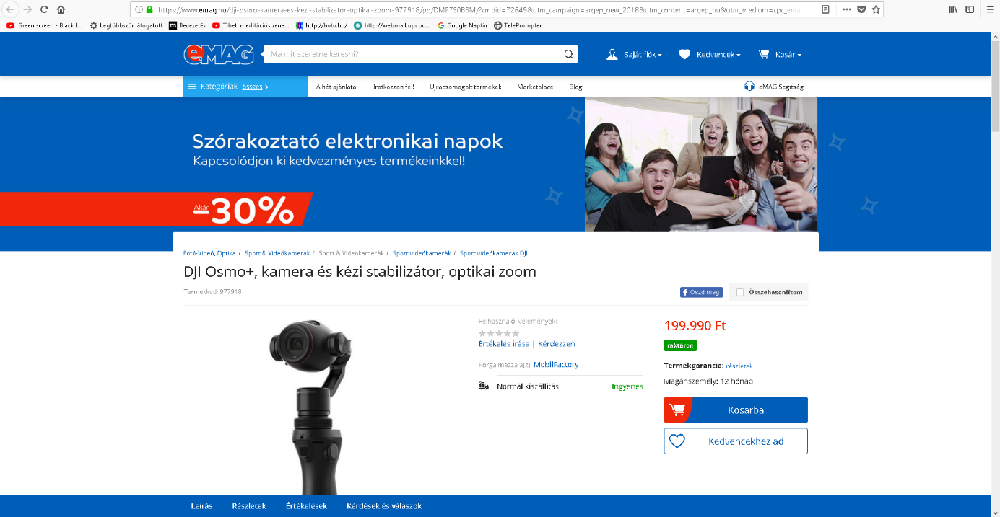 https://www.emag.hu/dji-osmo-kamera-es-kezi-stabilizator-optikai-zoom-977918/pd/DMF7S0BBM/?cmpid=72649&utm_campaign=argep_new_2018&utm_content=argep_hu&utm_medium=cpc_ema
Green screen - Black l... Legtöbbször látogatott Bevezetés Tibeti meditációs zene... http://bvtv.hu/ http://webmail.upcbu... Google Naptár TelePrompter
eMAG Ma mit szeretne keresni? Saját fiók Kedvencek Kosár
Kategóriák összes A hét ajánlatai Iratkozzon fel! Újracsomagolt termékek Marketplace Blog eMAG Segítség
Szórakoztató elektronikai napok
Kapcsolódjon ki kedvezményes termékeinkkel!
Akár -30%
Fotó-Videó, Optika / Sport & Videókamerák / Sport & Videókamerák / Sport videókamerák / Sport videókamerák DJI
DJI Osmo+, kamera és kézi stabilizátor, optikai zoom
Termékkód: 977918
Oszd meg Összehasonlítom
Felhasználói vélemények:
Értékelés írása | Kérdezzen
Forgalmazza a(z): MobilFactory
Normál kiszállítás Ingyenes
199.990 Ft
raktáron
Termékgarancia: részletek
Magánszemély: 12 hónap
Kosárba
Kedvencekhez ad
Leírás Részletek Értékelések Kérdések és válaszok